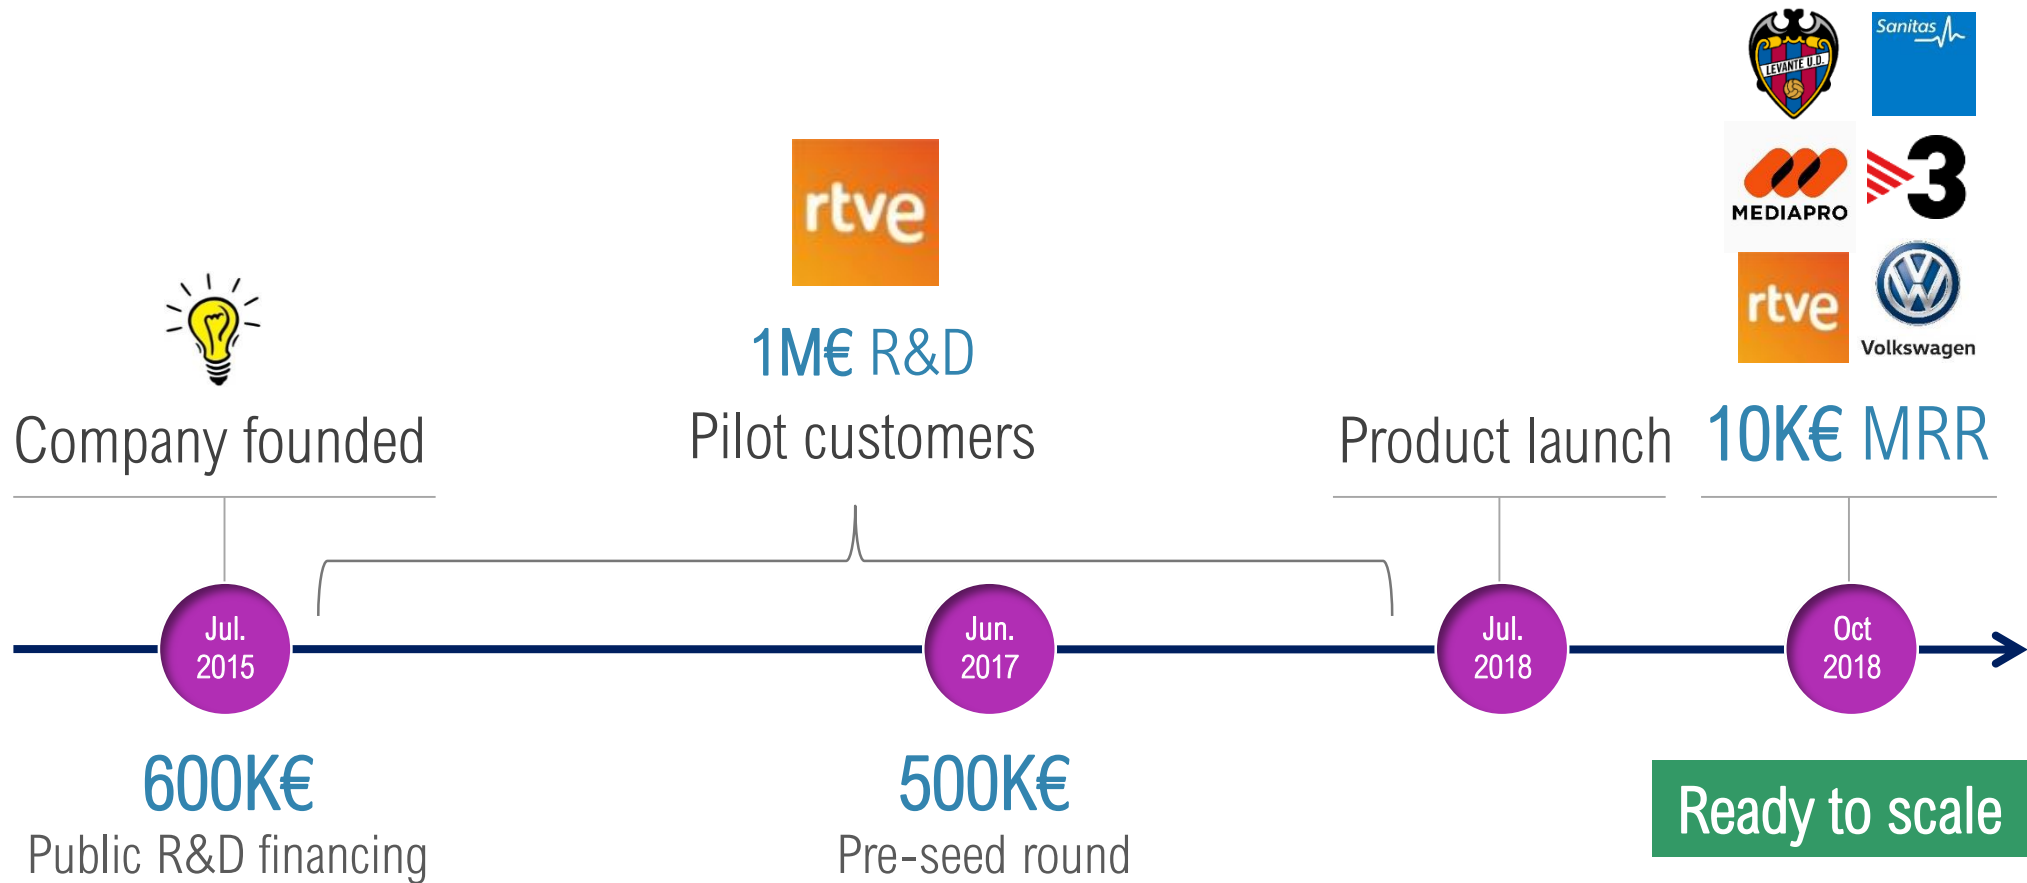 LEVANTE U.D.
Sanitas
rtve
MEDIAPRO
3
rtve
Volkswagen
1M€ R&D
Company founded
Pilot customers
Product launch
10K€ MRR
Jul.
2015
Jun.
2017
Jul.
2018
Oct
2018
600K€
Public R&D financing
500K€
Pre-seed round
Ready to scale